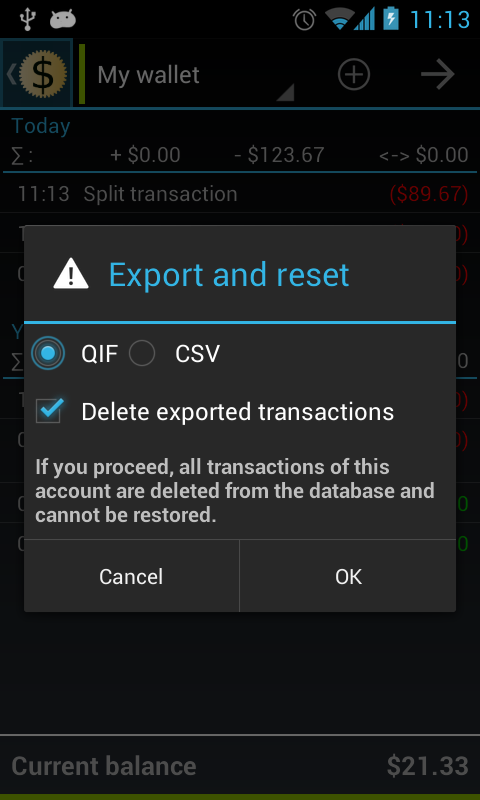 11:13
$ My wallet
Today
Σ: + $0.00 - $123.67 <-> $0.00
11:13 Split transaction ($89.67)
Export and reset
QIF CSV
Delete exported transactions
If you proceed, all transactions of this
account are deleted from the database and
cannot be restored.
Cancel OK
Current balance $21.33